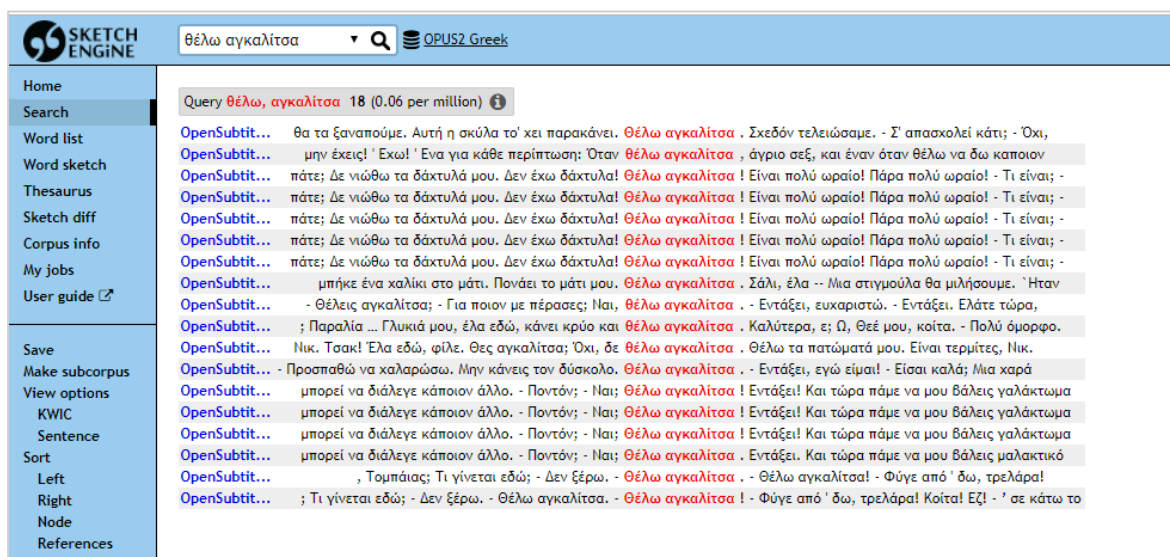 SKETCH
ENGINE
θέλω αγκαλίτσα
OPUS2 Greek
Home
Search
Word list
Word sketch
Thesaurus
Sketch diff
Corpus info
My jobs
User guide
Save
Make subcorpus
View options
KWIC
Sentence
Sort
Left
Right
Node
References
Query θέλω, αγκαλίτσα 18 (0.06 per million)
OpenSubtit... θα τα ξαναπούμε. Αυτή η σκύλα το' χει παρακάνει. Θέλω αγκαλίτσα . Σχεδόν τελειώσαμε. - Σ' απασχολεί κάτι; - Όχι,
OpenSubtit... μην έχεις! ' Εχω! ' Ενα για κάθε περίπτωση: Όταν θέλω αγκαλίτσα , άγριο σεξ, και έναν όταν θέλω να δω καποιον
OpenSubtit... πάτε; Δε νιώθω τα δάχτυλά μου. Δεν έχω δάχτυλα! Θέλω αγκαλίτσα ! Είναι πολύ ωραίο! Πάρα πολύ ωραίο! - Τι είναι; -
OpenSubtit... πάτε; Δε νιώθω τα δάχτυλά μου. Δεν έχω δάχτυλα! Θέλω αγκαλίτσα ! Είναι πολύ ωραίο! Πάρα πολύ ωραίο! - Τι είναι; -
OpenSubtit... πάτε; Δε νιώθω τα δάχτυλά μου. Δεν έχω δάχτυλα! Θέλω αγκαλίτσα ! Είναι πολύ ωραίο! Πάρα πολύ ωραίο! - Τι είναι; -
OpenSubtit... πάτε; Δε νιώθω τα δάχτυλά μου. Δεν έχω δάχτυλα! Θέλω αγκαλίτσα ! Είναι πολύ ωραίο! Πάρα πολύ ωραίο! - Τι είναι; -
OpenSubtit... πάτε; Δε νιώθω τα δάχτυλά μου. Δεν έχω δάχτυλα! Θέλω αγκαλίτσα ! Είναι πολύ ωραίο! Πάρα πολύ ωραίο! - Τι είναι; -
OpenSubtit... μπήκε ένα χαλίκι στο μάτι. Πονάει το μάτι μου. Θέλω αγκαλίτσα . Σάλι, έλα -- Μια στιγμούλα θα μιλήσουμε. `Ηταν
OpenSubtit... - Θέλεις αγκαλίτσα; - Για ποιον με πέρασες; Ναι, θέλω αγκαλίτσα . - Εντάξει, ευχαριστώ. - Εντάξει. Ελάτε τώρα,
OpenSubtit... ; Παραλία ... Γλυκιά μου, έλα εδώ, κάνει κρύο και θέλω αγκαλίτσα . Καλύτερα, ε; Ω, Θεέ μου, κοίτα. - Πολύ όμορφο.
OpenSubtit... Νικ. Τσακ! Έλα εδώ, φίλε. Θες αγκαλίτσα; Όχι, δε θέλω αγκαλίτσα . Θέλω τα πατώματά μου. Είναι τερμίτες, Νικ.
OpenSubtit... - Προσπαθώ να χαλαρώσω. Μην κάνεις τον δύσκολο. Θέλω αγκαλίτσα . - Εντάξει, εγώ είμαι! - Είσαι καλά; Μια χαρά
OpenSubtit... μπορεί να διάλεγε κάποιον άλλο. - Ποντόν; - Ναι; Θέλω αγκαλίτσα ! Εντάξει! Και τώρα πάμε να μου βάλεις γαλάκτωμα
OpenSubtit... μπορεί να διάλεγε κάποιον άλλο. - Ποντόν; - Ναι; Θέλω αγκαλίτσα ! Εντάξει! Και τώρα πάμε να μου βάλεις γαλάκτωμα
OpenSubtit... μπορεί να διάλεγε κάποιον άλλο. - Ποντόν; - Ναι; Θέλω αγκαλίτσα ! Εντάξει! Και τώρα πάμε να μου βάλεις γαλάκτωμα
OpenSubtit... μπορεί να διάλεγε κάποιον άλλο. - Ποντόν; - Ναι; Θέλω αγκαλίτσα ! Εντάξει. Και τώρα πάμε να μου βάλεις μαλακτικό
OpenSubtit... , Τομπάιας; Τι γίνεται εδώ; - Δεν ξέρω. - Θέλω αγκαλίτσα . - Θέλω αγκαλίτσα! - Φύγε από ' δω, τρελάρα!
OpenSubtit... ; Τι γίνεται εδώ; - Δεν ξέρω. - Θέλω αγκαλίτσα. - Θέλω αγκαλίτσα ! - Φύγε από ' δω, τρελάρα! Κοίτα! Εζ! - ' σε κάτω το